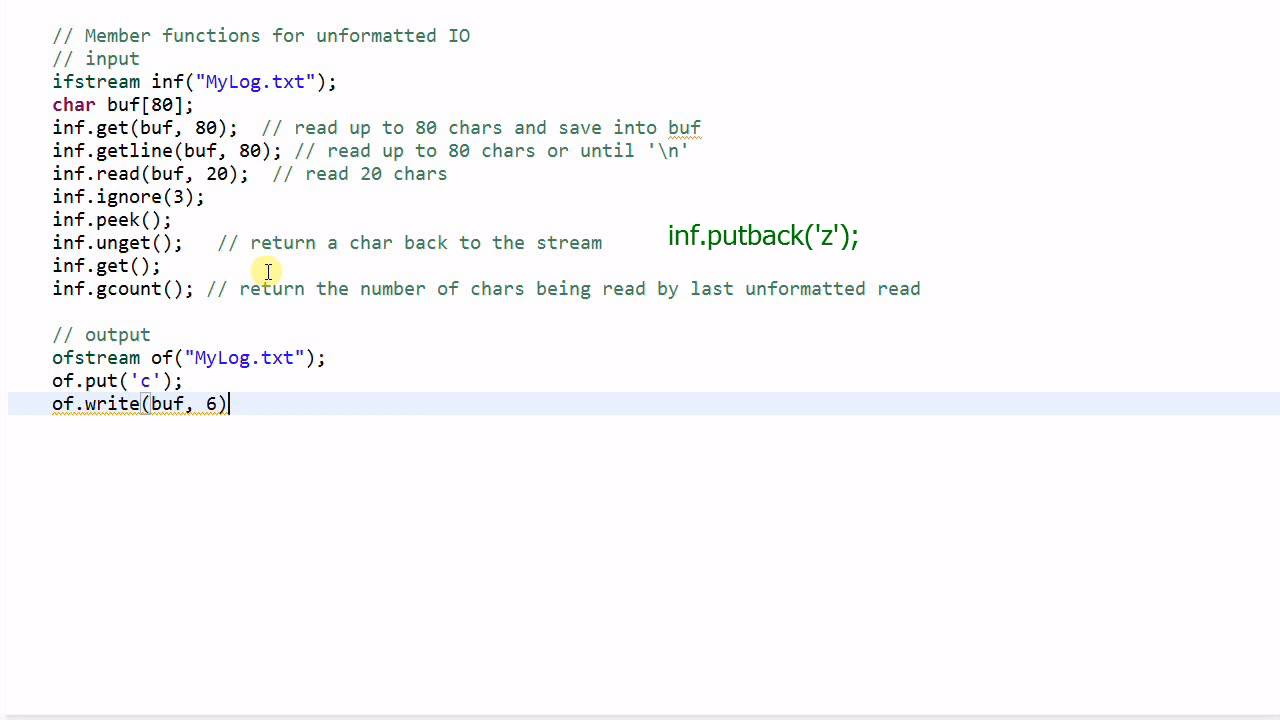 // Member functions for unformatted IO
// input
ifstream inf("MyLog.txt");
char buf[80];
inf.get(buf, 80);  // read up to 80 chars and save into buf
inf.getline(buf, 80); // read up to 80 chars or until '\n'
inf.read(buf, 20);  // read 20 chars
inf.ignore(3);
inf.peek();
inf.unget();   // return a char back to the stream
inf.putback('z');
inf.get();
inf.gcount(); // return the number of chars being read by last unformatted read
// output
ofstream of("MyLog.txt");
of.put('c');
of.write(buf, 6)